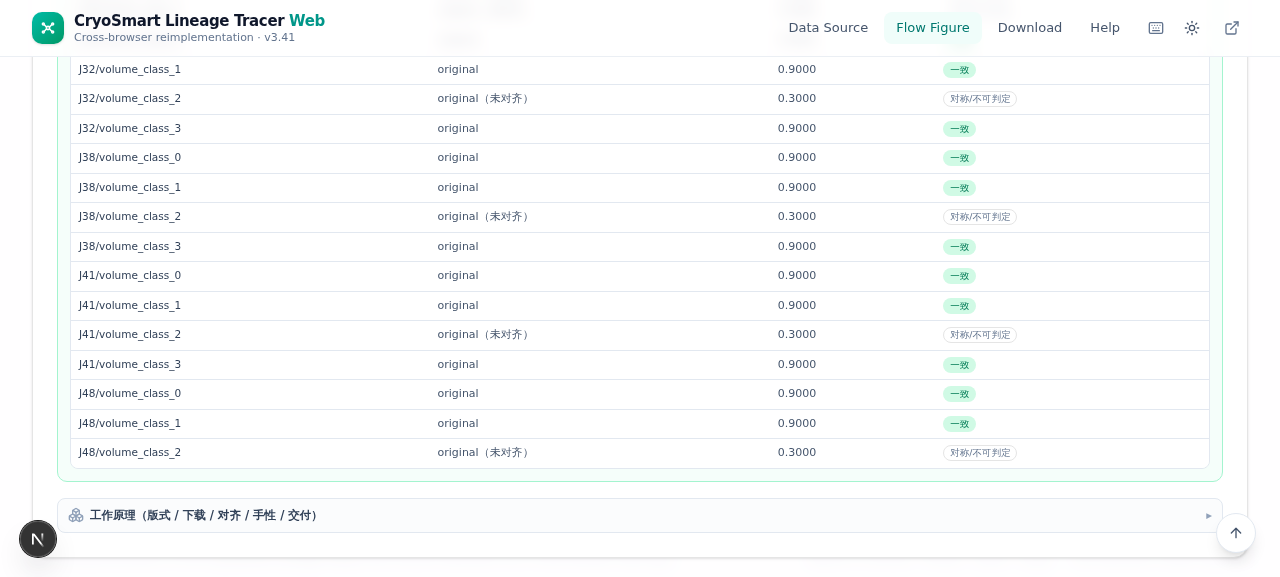 CryoSmart Lineage Tracer Web
Cross-browser reimplementation · v3.41
Data Source Flow Figure Download Help
J32/volume_class_1 original 0.9000 一致
J32/volume_class_2 original（未对齐） 0.3000 对称/不可判定
J32/volume_class_3 original 0.9000 一致
J38/volume_class_0 original 0.9000 一致
J38/volume_class_1 original 0.9000 一致
J38/volume_class_2 original（未对齐） 0.3000 对称/不可判定
J38/volume_class_3 original 0.9000 一致
J41/volume_class_0 original 0.9000 一致
J41/volume_class_1 original 0.9000 一致
J41/volume_class_2 original（未对齐） 0.3000 对称/不可判定
J41/volume_class_3 original 0.9000 一致
J48/volume_class_0 original 0.9000 一致
J48/volume_class_1 original 0.9000 一致
J48/volume_class_2 original（未对齐） 0.3000 对称/不可判定
工作原理（版式 / 下载 / 对齐 / 手性 / 交付）
N